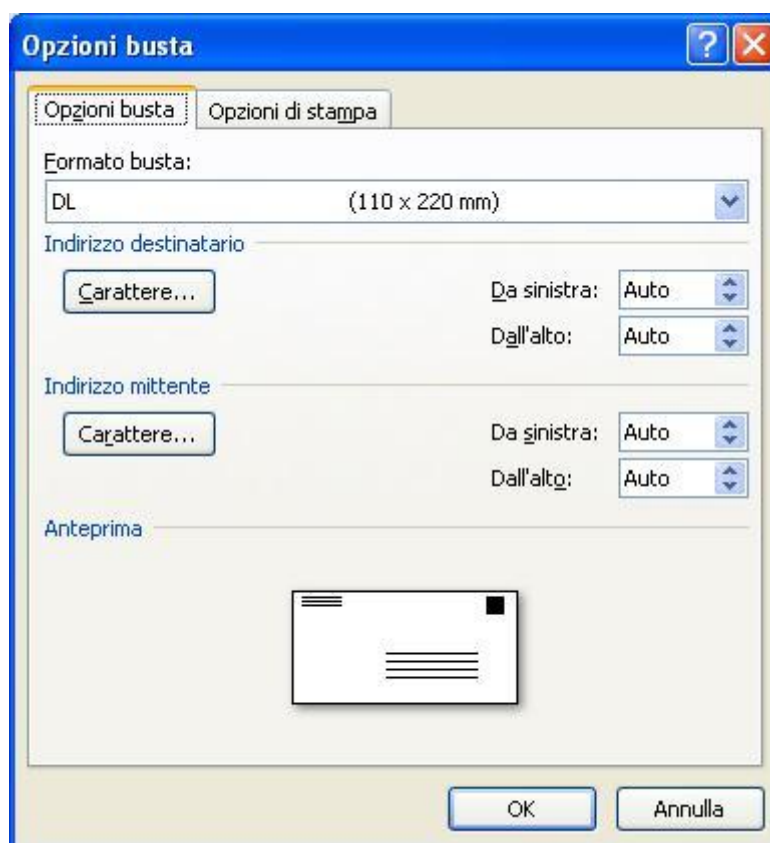 Opzioni busta
Opzioni busta Opzioni di stampa
Formato busta:
DL (110 x 220 mm)
Indirizzo destinatario
Carattere... Da sinistra: Auto
Dall'alto: Auto
Indirizzo mittente
Carattere... Da sinistra: Auto
Dall'alto: Auto
Anteprima
OK Annulla